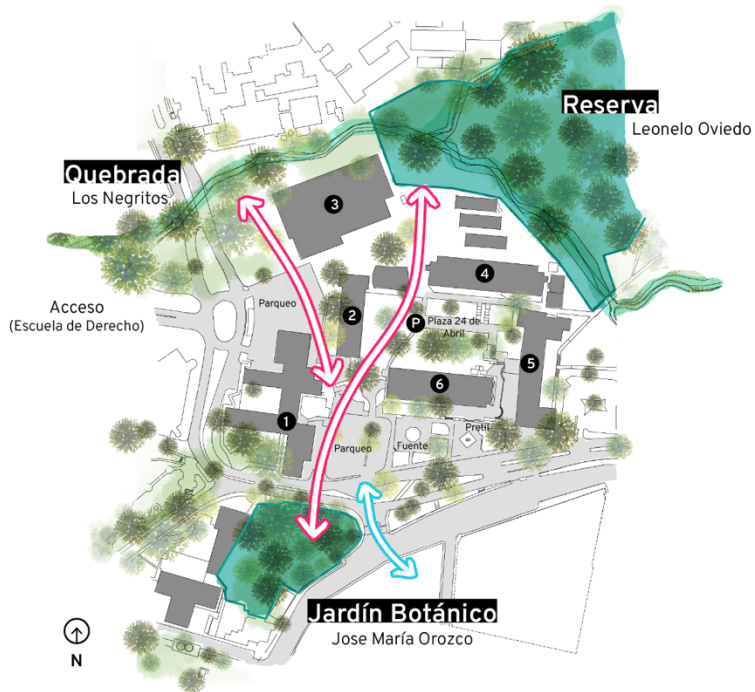 Reserva
Leonelo Oviedo
Quebrada
Los Negritos
3
4
Acceso
(Escuela de Derecho)
Parqueo
2
P
Plaza 24 de
Abril
5
6
1
Parqueo
Fuente
Pretil
Jardín Botánico
Jose María Orozco
N